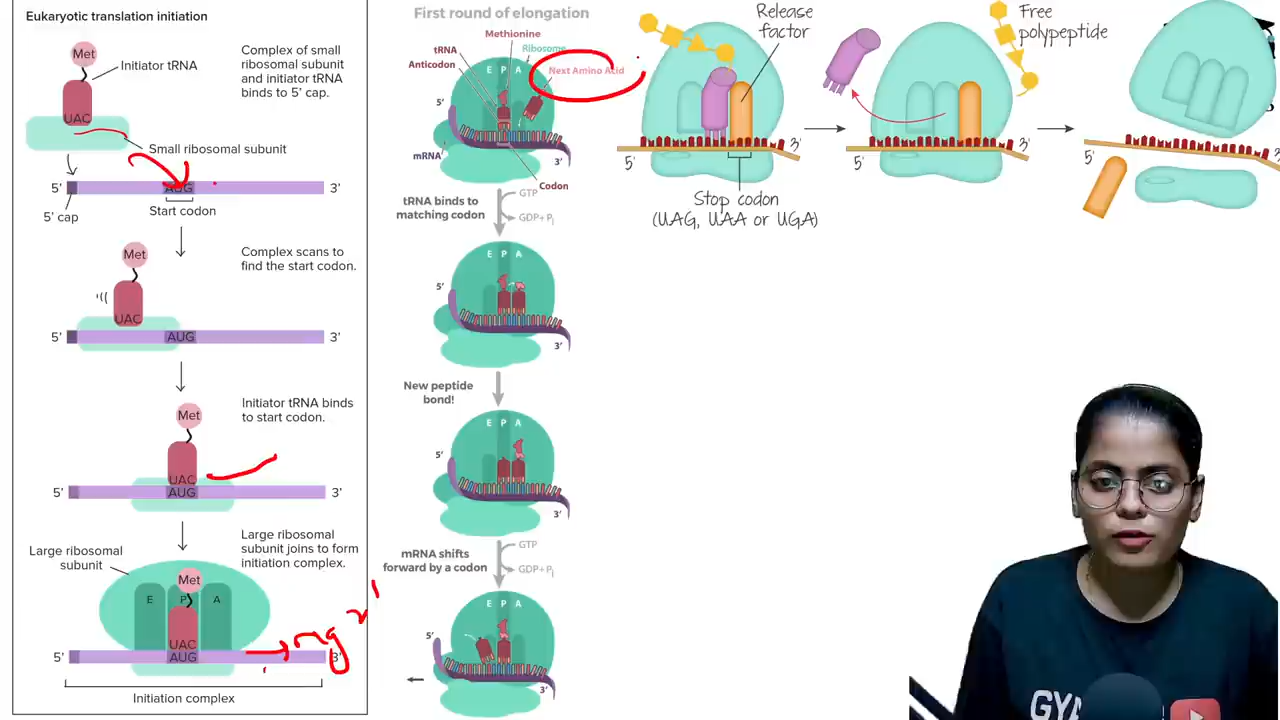 Eukaryotic translation initiation
Met
Initiator tRNA
UAC
Complex of small
ribosomal subunit
and initiator tRNA
binds to 5' cap.
Small ribosomal subunit
5'
AUG
3'
5' cap
Start codon
Met
Complex scans to
find the start codon.
UAC
5'
AUG
3'
Met
Initiator tRNA binds
to start codon.
UAC
5'
AUG
3'
Large ribosomal
subunit
Large ribosomal
subunit joins to form
initiation complex.
Met
E P A
UAC
5'
AUG
3'
Initiation complex
First round of elongation
Methionine
tRNA
Ribosome
Anticodon
E P A
Next Amino Acid
5'
mRNA
3'
Codon
tRNA binds to
matching codon
GTP
GDP+ Pi
E P A
5'
3'
New peptide
bond!
E P A
5'
3'
mRNA shifts
forward by a codon
GTP
GDP+ Pi
E P A
5'
3'
Release
factor
5'
3'
Stop codon
(UAG, UAA or UGA)
Free
polypeptide
5'
3'
5'
3'